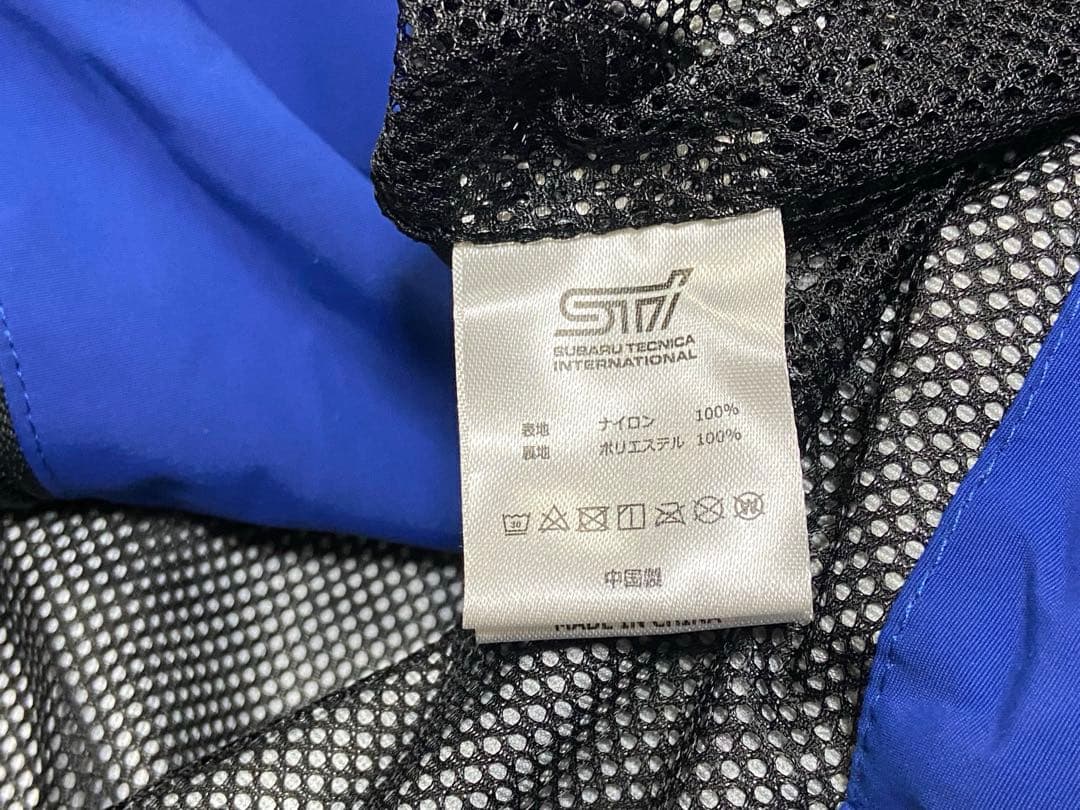 STI
SUBARU TECNICA
INTERNATIONAL
表地 ナイロン 100%
裏地 ポリエステル 100%
30
中国製
MADE IN CHINA